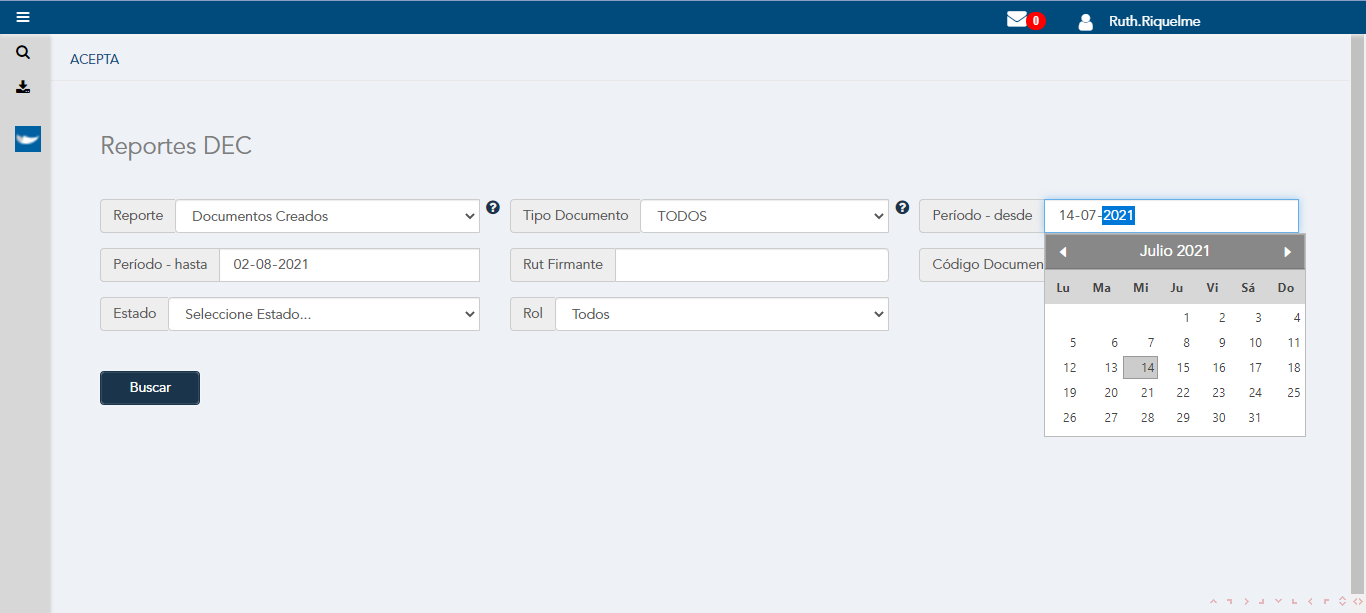 0 Ruth.Riquelme
ACEPTA
Reportes DEC
Reporte Documentos Creados ? Tipo Documento TODOS ? Período - desde 14-07-2021
Período - hasta 02-08-2021 Rut Firmante Código Documen
Estado Seleccione Estado... Rol Todos
Buscar
Julio 2021
Lu Ma Mi Ju Vi Sá Do
1 2 3 4
5 6 7 8 9 10 11
12 13 14 15 16 17 18
19 20 21 22 23 24 25
26 27 28 29 30 31